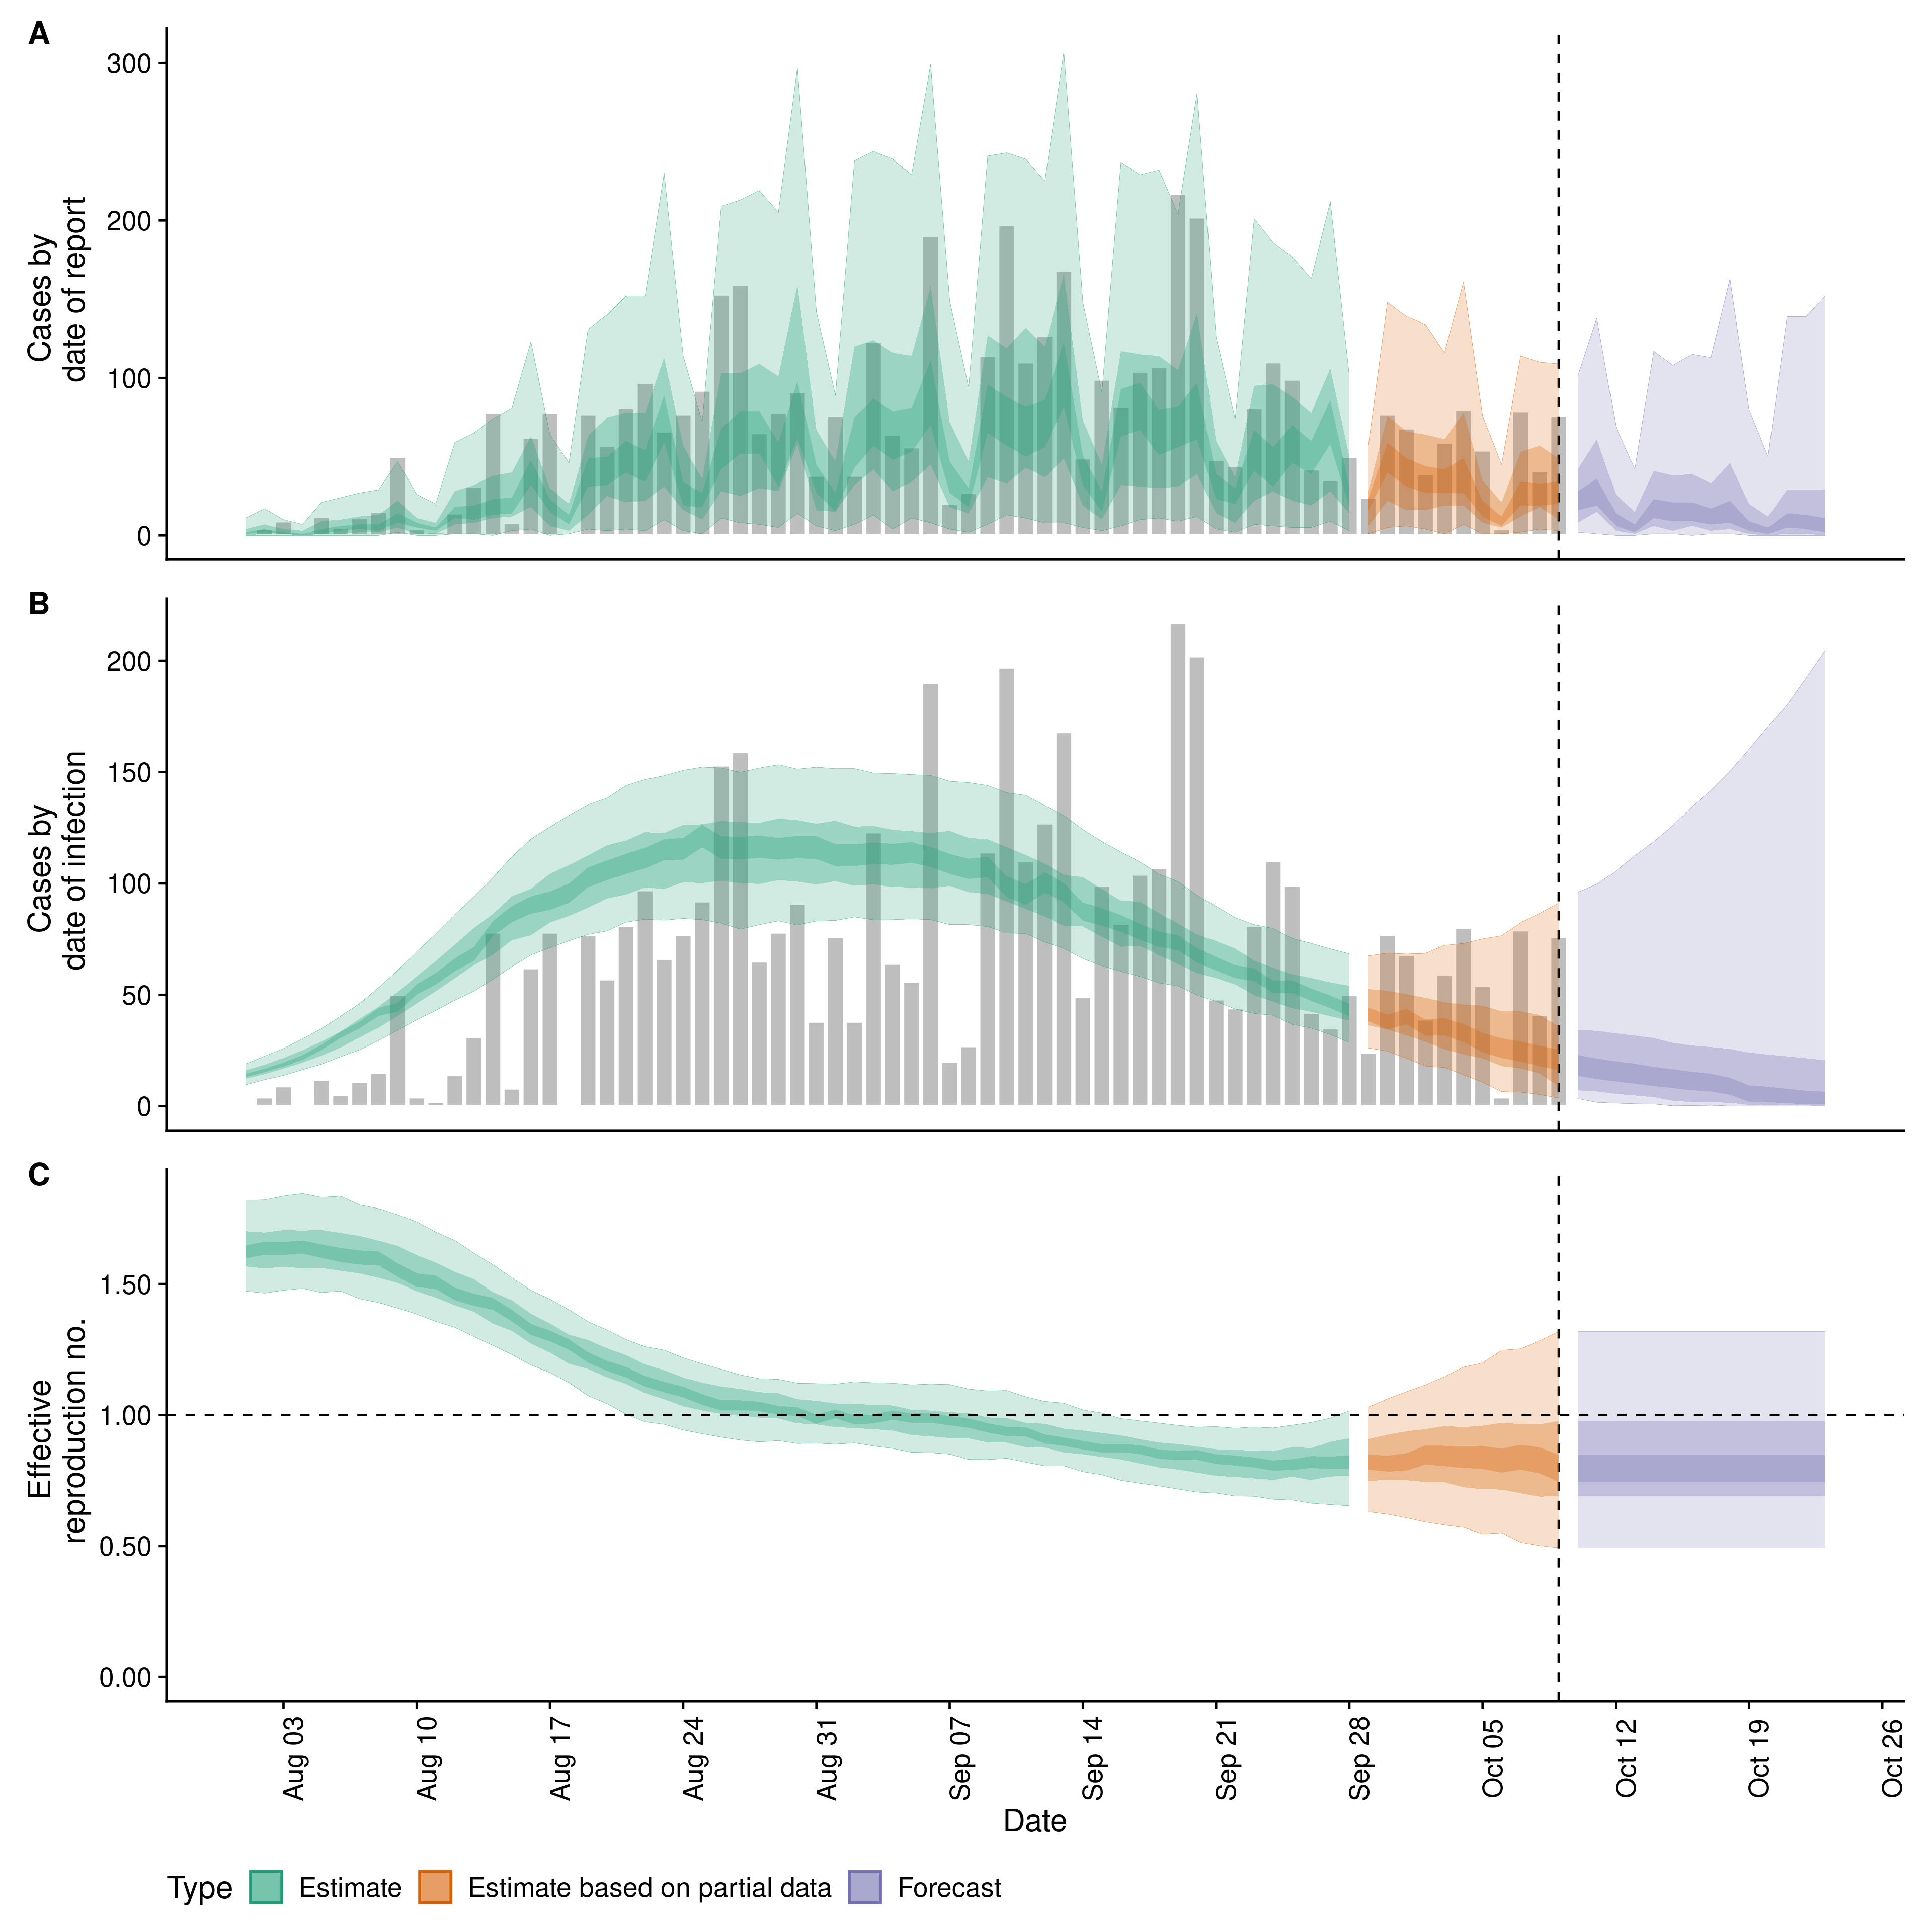 A
300
200
100
0
Cases by
date of report
B
200
150
100
50
0
Cases by
date of infection
C
1.50
1.00
0.50
0.00
Effective
reproduction no.
Aug 03
Aug 10
Aug 17
Aug 24
Aug 31
Sep 07
Sep 14
Sep 21
Sep 28
Oct 05
Oct 12
Oct 19
Oct 26
Date
Type Estimate Estimate based on partial data Forecast